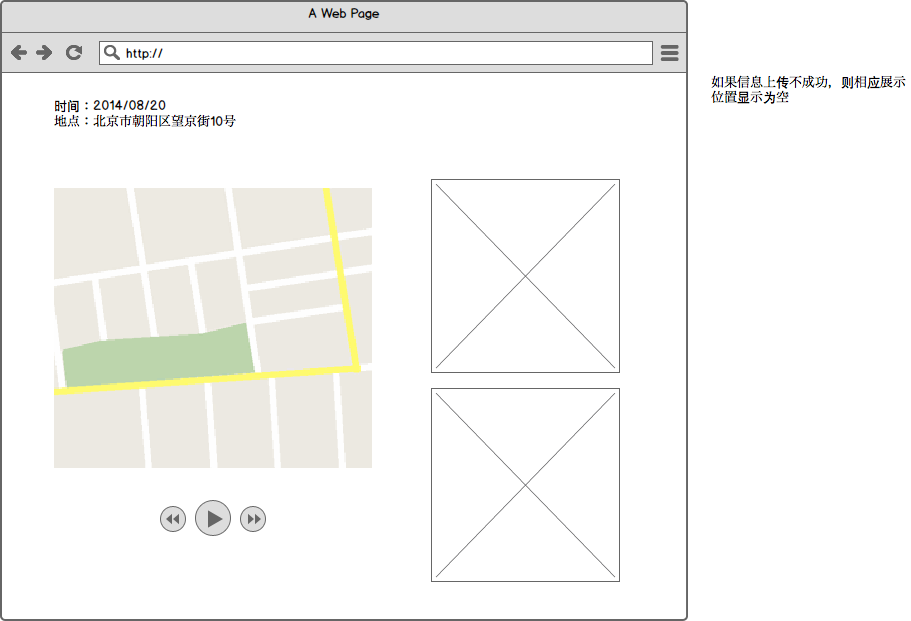 A Web Page
http://
时间：2014/08/20
地点：北京市朝阳区望京街10号
如果信息上传不成功，则相应展示
位置显示为空